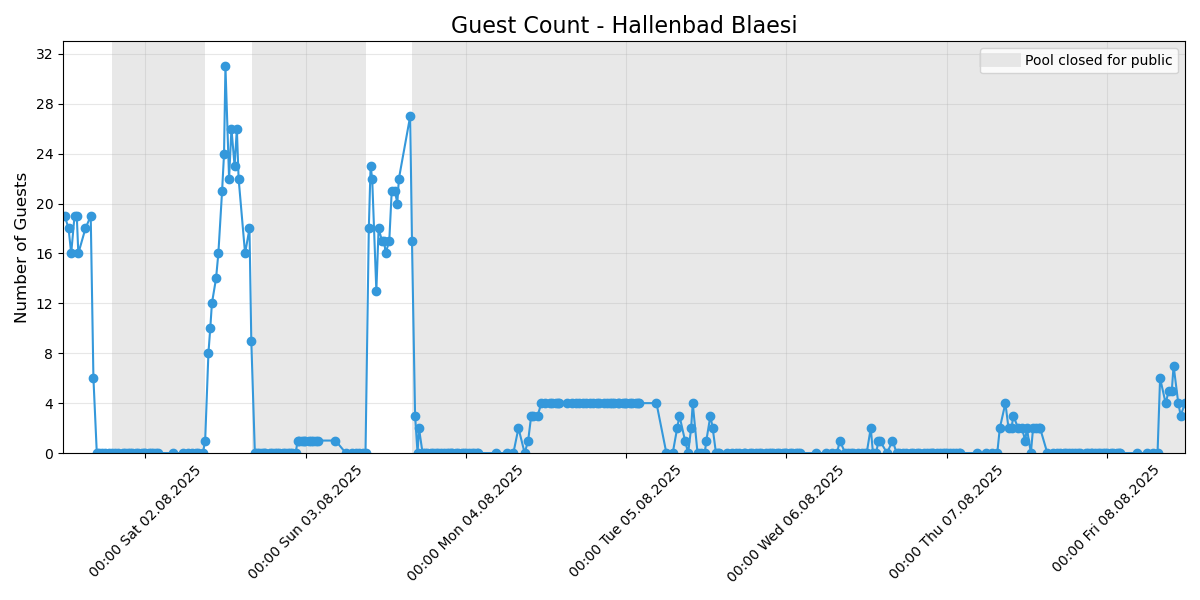 Guest Count - Hallenbad Blaesi
Pool closed for public
Number of Guests
32
28
24
20
16
12
8
4
0
00:00 Sat 02.08.2025
00:00 Sun 03.08.2025
00:00 Mon 04.08.2025
00:00 Tue 05.08.2025
00:00 Wed 06.08.2025
00:00 Thu 07.08.2025
00:00 Fri 08.08.2025